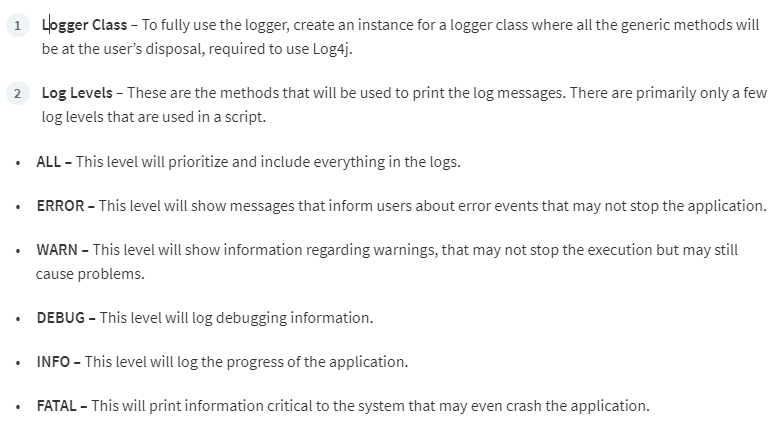 1 Logger Class – To fully use the logger, create an instance for a logger class where all the generic methods will
be at the user’s disposal, required to use Log4j.
2 Log Levels – These are the methods that will be used to print the log messages. There are primarily only a few
log levels that are used in a script.
• ALL – This level will prioritize and include everything in the logs.
• ERROR – This level will show messages that inform users about error events that may not stop the application.
• WARN – This level will show information regarding warnings, that may not stop the execution but may still
cause problems.
• DEBUG – This level will log debugging information.
• INFO – This level will log the progress of the application.
• FATAL – This will print information critical to the system that may even crash the application.